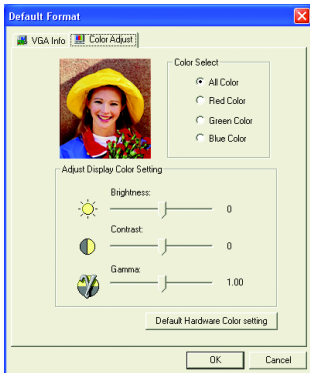 Default Format
VGA Info
Color Adjust
Color Select
All Color
Red Color
Green Color
Blue Color
Adjust Display Color Setting
Brightness:
0
Contrast:
0
Gamma:
1.00
Default Hardware Color setting
OK
Cancel